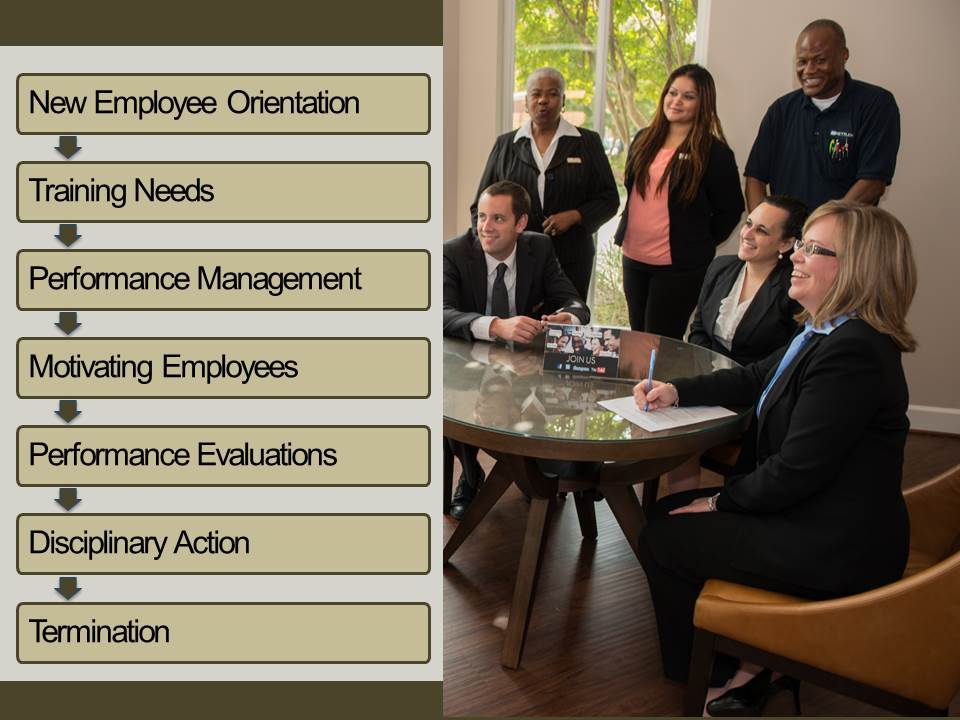 New Employee Orientation
Training Needs
Performance Management
Motivating Employees
Performance Evaluations
Disciplinary Action
Termination
JOIN US